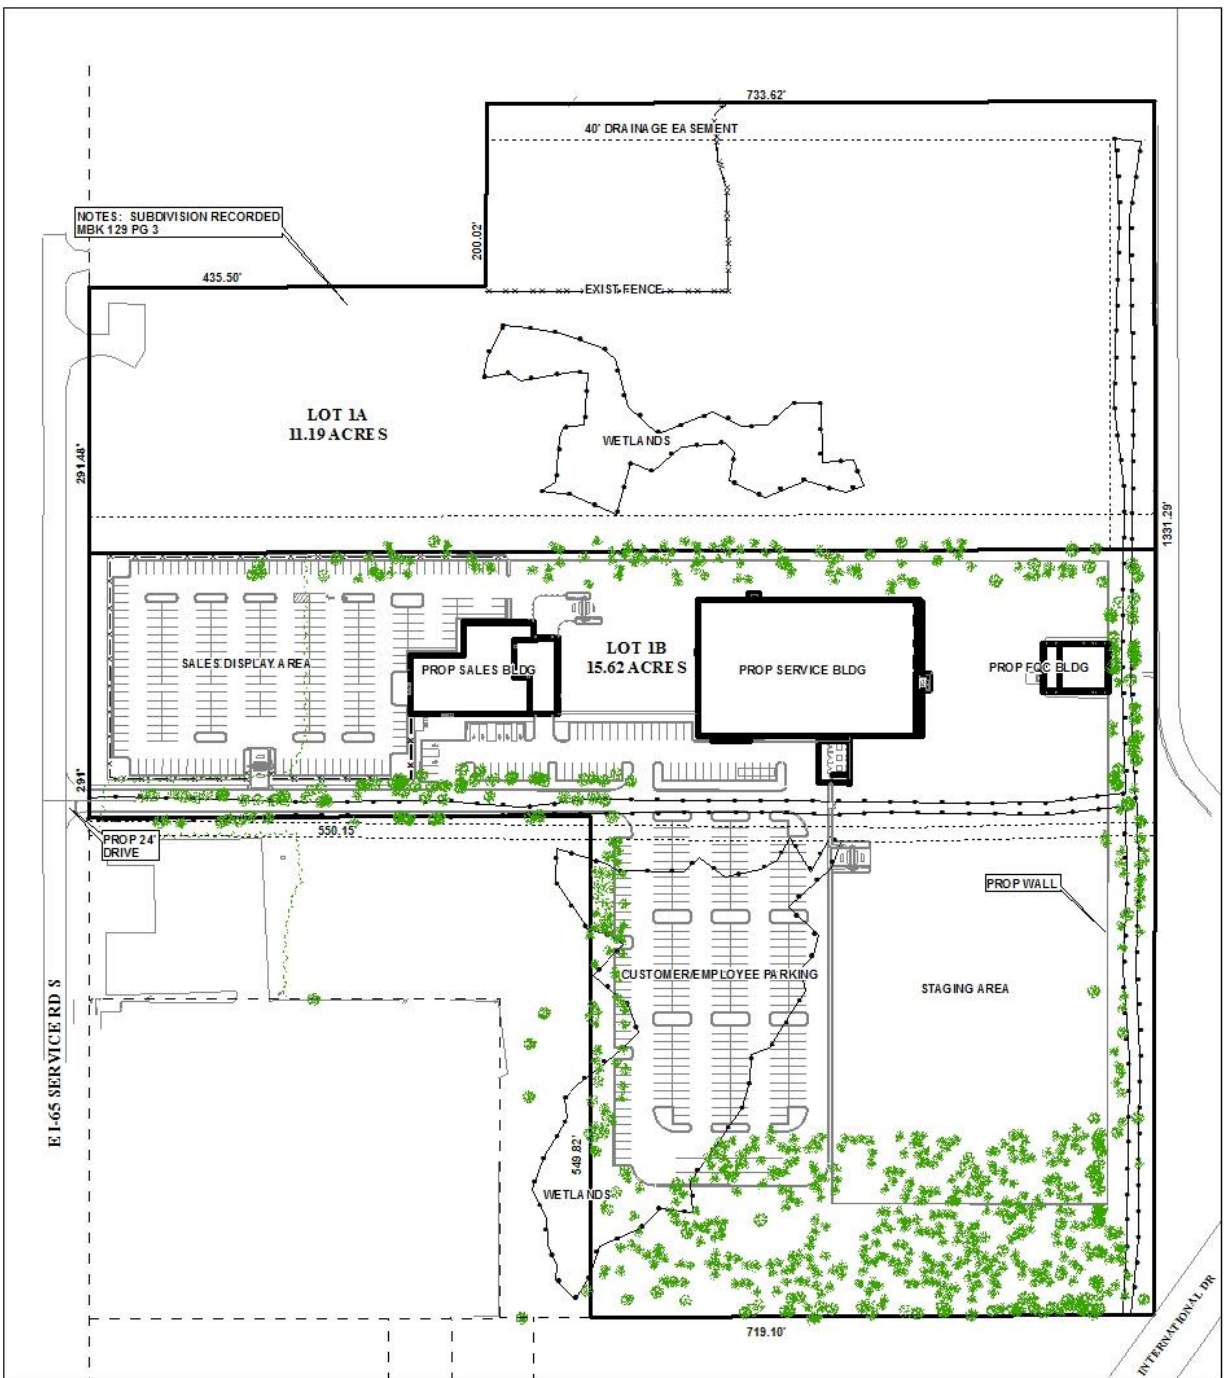 733.62'
40' DRAINAGE EASEMENT
NOTES: SUBDIVISION RECORDED
MBK 129 PG 3
200.02'
435.50'
EXIST FENCE
LOT 1A
11.19 ACRES
WETLANDS
291.48'
1331.29'
LOT 1B
15.62 ACRES
SALES DISPLAY AREA
PROP SALES BLDG
PROP SERVICE BLDG
PROP FQC BLDG
291'
550.15'
PROP 24'
DRIVE
PROP WALL
CUSTOMER/EMPLOYEE PARKING
STAGING AREA
E I-65 SERVICE RD S
549.82'
WETLANDS
719.10'
INTERNATIONAL DR